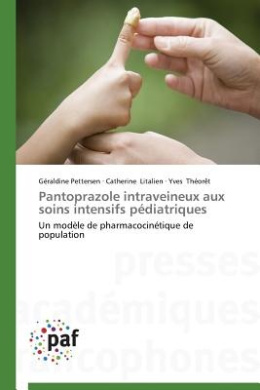 Géraldine Pettersen · Catherine Litalien · Yves Théorêt
Pantoprazole intraveineux aux
soins intensifs pédiatriques
Un modèle de pharmacocinétique de
population
presses
académiques
francophones
paf